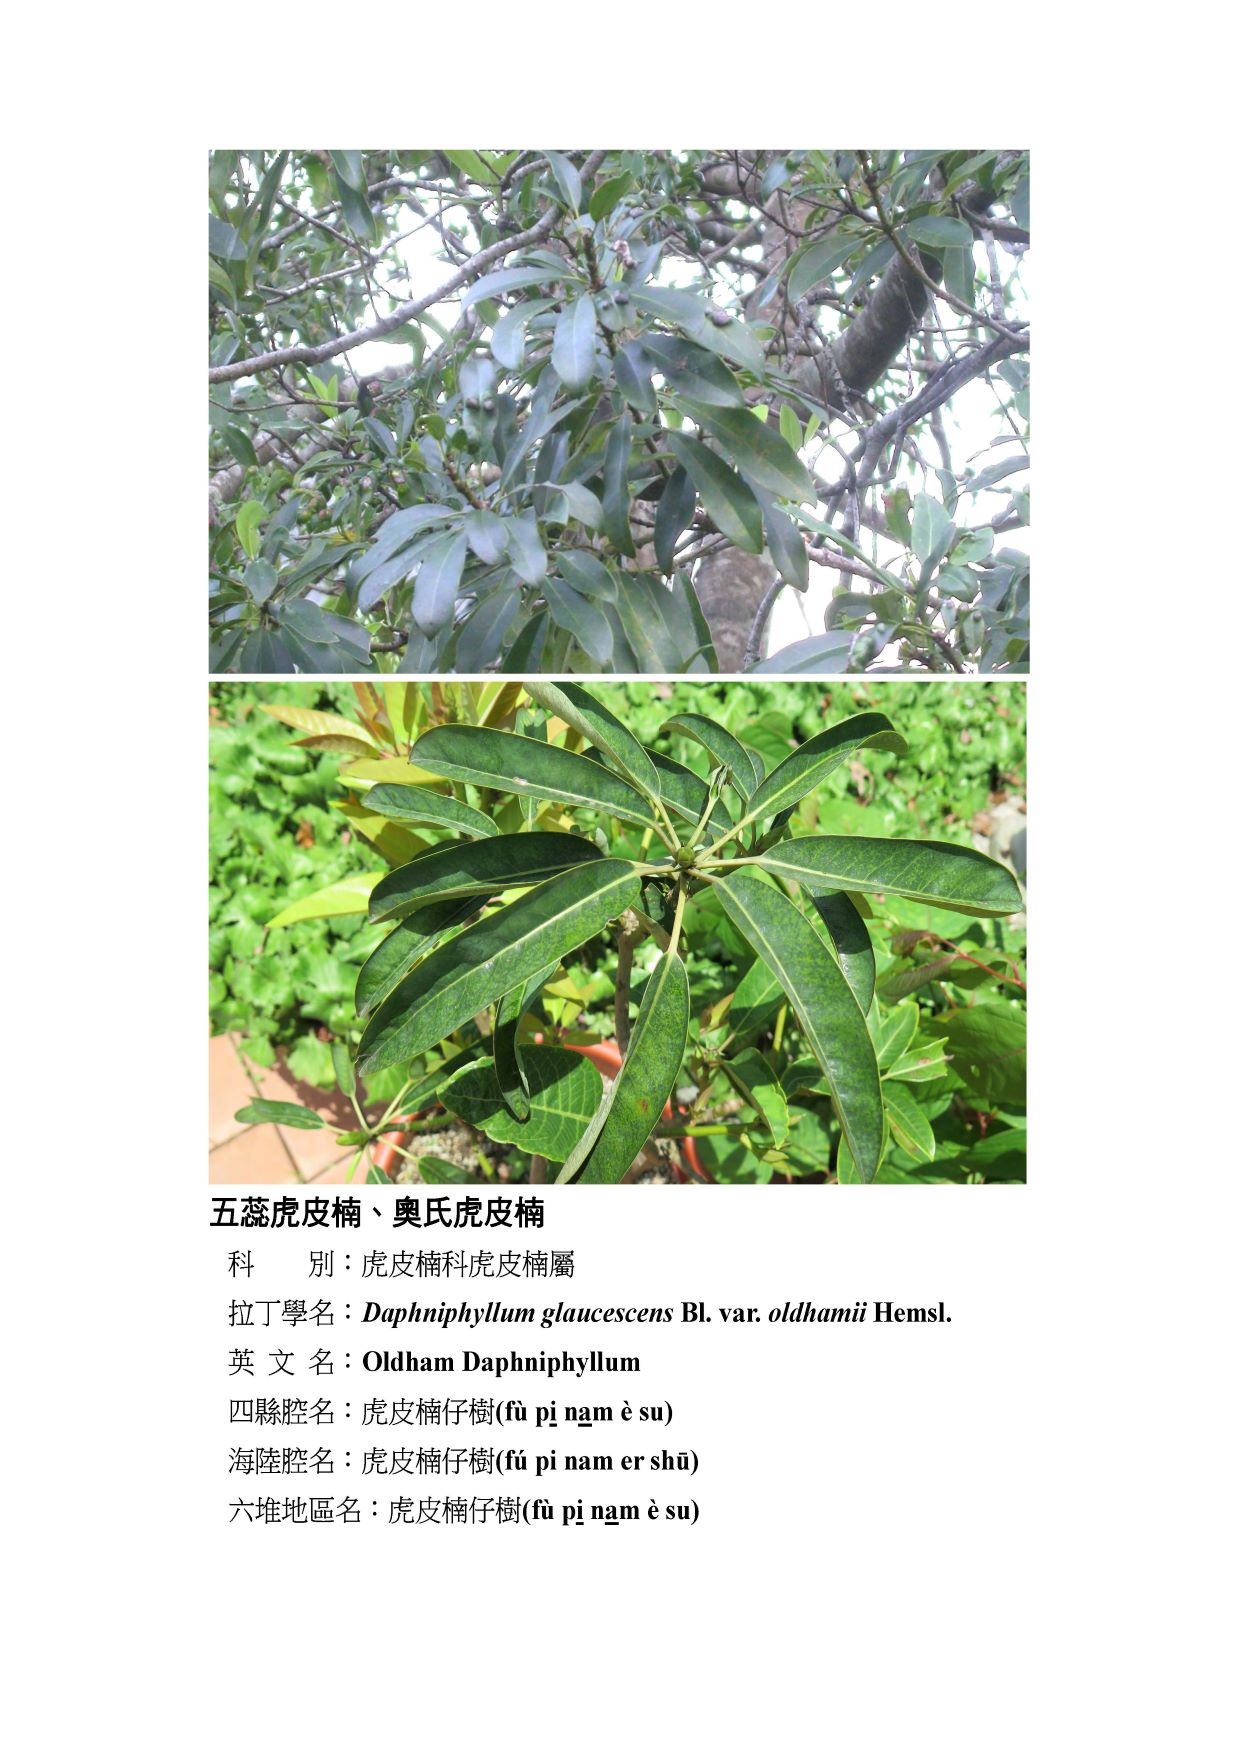 五蕊虎皮楠、奧氏虎皮楠
科　　別：虎皮楠科虎皮楠屬
拉丁學名：Daphniphyllum glaucescens Bl. var. oldhamii Hemsl.
英 文 名：Oldham Daphniphyllum
四縣腔名：虎皮楠仔樹(fù pi̲ na̲m è su)
海陸腔名：虎皮楠仔樹(fú pi nam er shū)
六堆地區名：虎皮楠仔樹(fù pi̲ na̲m è su)